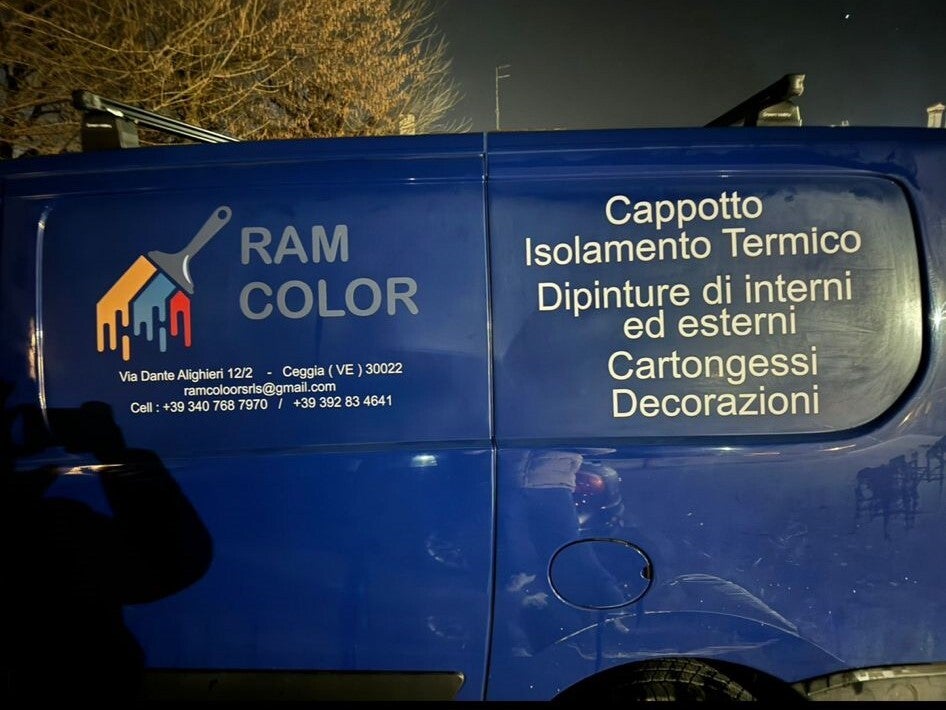 RAM
COLOR
Via Dante Alighieri 12/2 - Ceggia ( VE ) 30022
ramcoloorsrls@gmail.com
Cell : +39 340 768 7970 / +39 392 83 4641
Cappotto
Isolamento Termico
Dipinture di interni
ed esterni
Cartongessi
Decorazioni